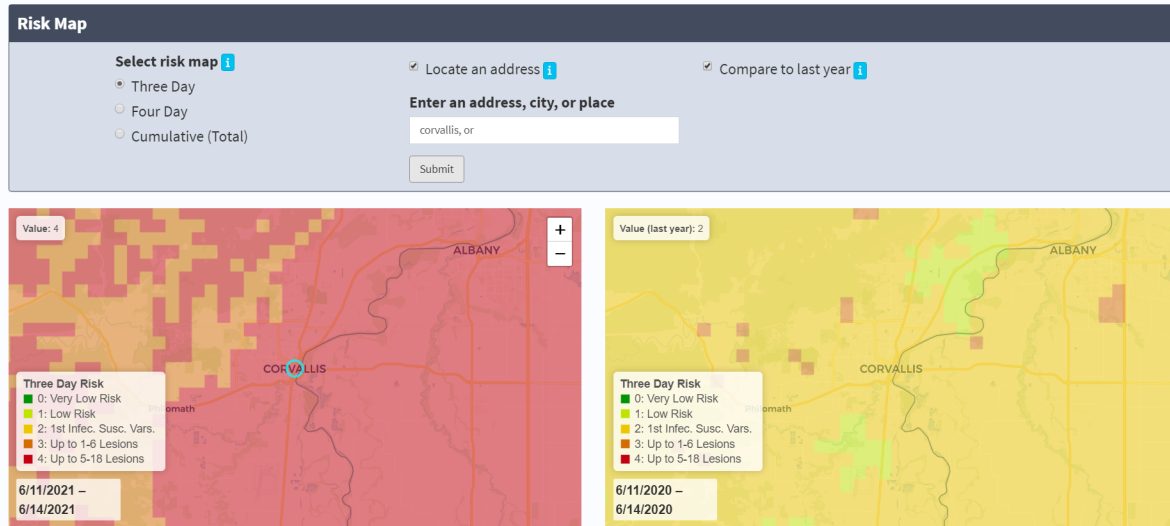 Risk Map
Select risk map i
Three Day
Four Day
Cumulative (Total)
Locate an address i
Enter an address, city, or place
corvallis, or
Submit
Compare to last year i
Value: 4
+
−
ALBANY
CORVALLIS
Philomath
Three Day Risk
0: Very Low Risk
1: Low Risk
2: 1st Infec. Susc. Vars.
3: Up to 1-6 Lesions
4: Up to 5-18 Lesions
6/11/2021 –
6/14/2021
Value (last year): 2
ALBANY
CORVALLIS
Philomath
Three Day Risk
0: Very Low Risk
1: Low Risk
2: 1st Infec. Susc. Vars.
3: Up to 1-6 Lesions
4: Up to 5-18 Lesions
6/11/2020 –
6/14/2020